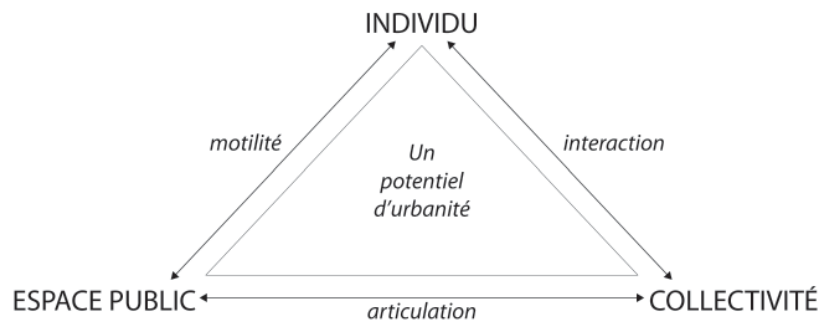 INDIVIDU
motilité
interaction
Un
potentiel
d'urbanité
ESPACE PUBLIC
articulation
COLLECTIVITÉ